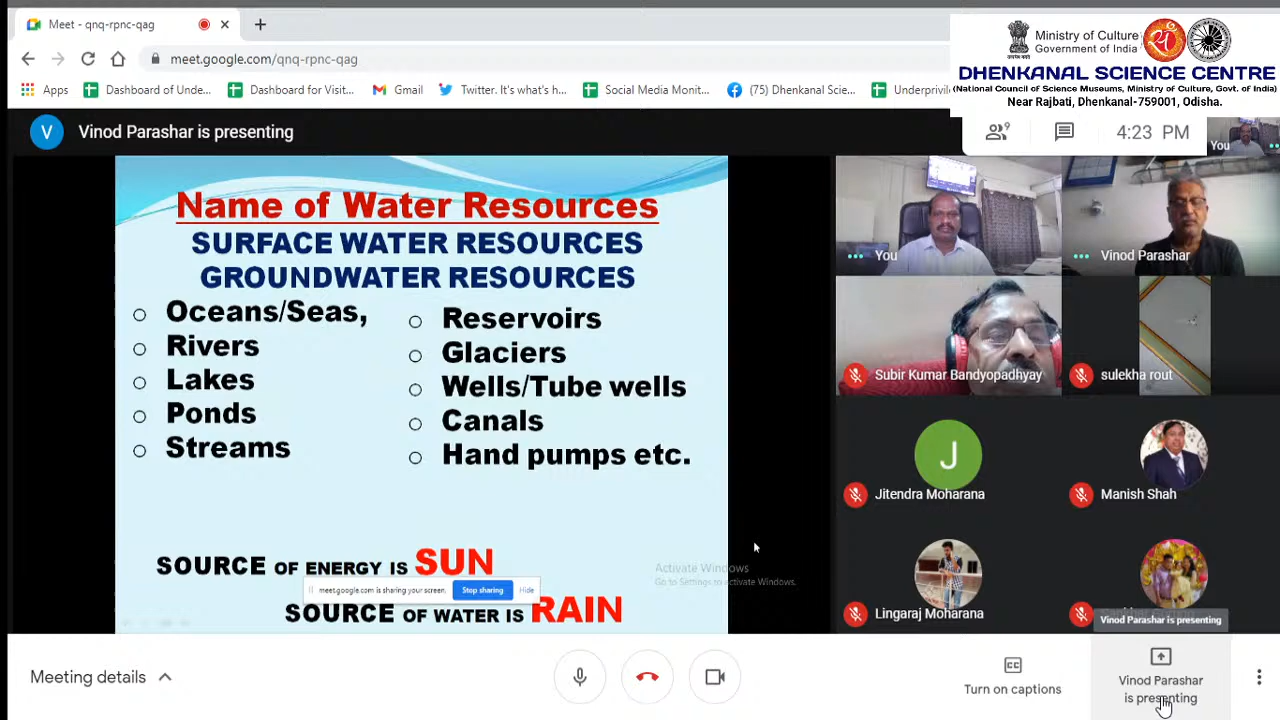 Meet - qnq-rpnc-qag
meet.google.com/qnq-rpnc-qag
Apps
Dashboard of Unde...
Dashboard for Visit...
Gmail
Twitter. It's what's h...
Social Media Monit...
(75) Dhenkanal Scie...
Underprivile
Ministry of Culture
Government of India
DHENKANAL SCIENCE CENTRE
(National Council of Science Museums, Ministry of Culture, Govt. of India)
Near Rajbati, Dhenkanal-759001, Odisha.
V
Vinod Parashar is presenting
9
4:23 PM
You
Name of Water Resources
SURFACE WATER RESOURCES
GROUNDWATER RESOURCES
Oceans/Seas,
Rivers
Lakes
Ponds
Streams
Reservoirs
Glaciers
Wells/Tube wells
Canals
Hand pumps etc.
SOURCE OF ENERGY IS SUN
meet.google.com is sharing your screen.
Stop sharing
Hide
SOURCE OF WATER IS RAIN
Activate Windows
Go to Settings to activate Windows.
You
Vinod Parashar
Subir Kumar Bandyopadhyay
sulekha rout
J
Jitendra Moharana
Manish Shah
Lingaraj Moharana
Vinod Parashar is presenting
Meeting details
CC
Turn on captions
Vinod Parashar
is presenting